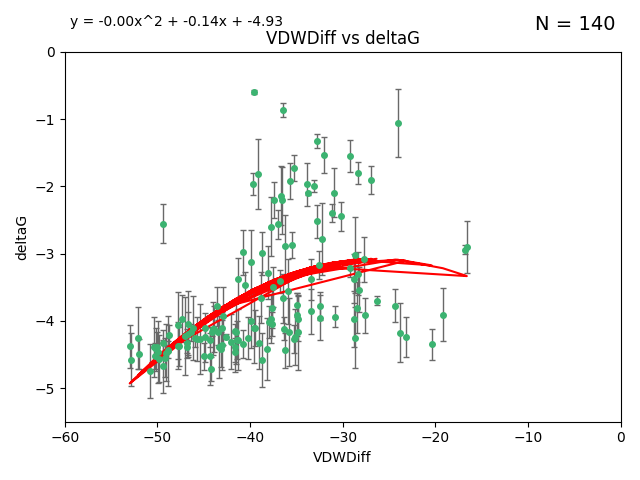 y = -0.00x^2 + -0.14x + -4.93
N = 140
VDWDiff vs deltaG
0
−1
−2
−3
−4
−5
deltaG
−60 −50 −40 −30 −20 −10 0
VDWDiff